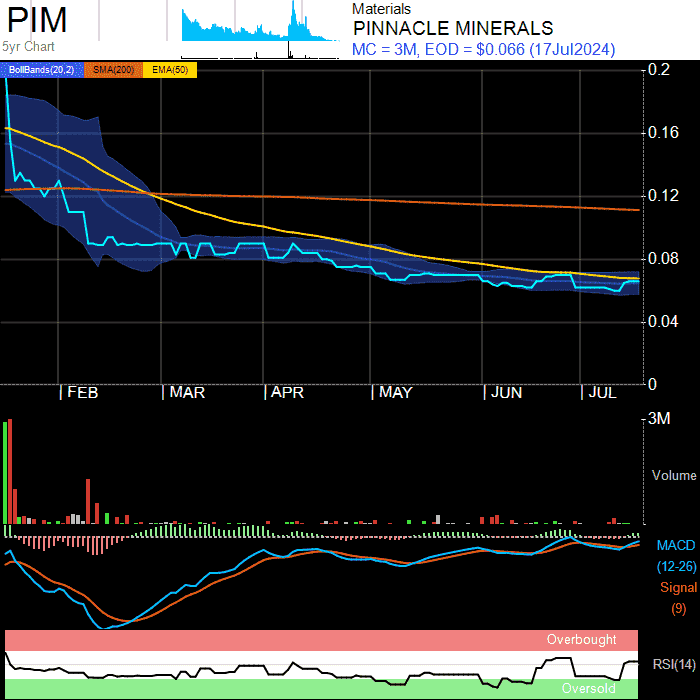 PIM
5yr Chart
Materials
PINNACLE MINERALS
MC = 3M, EOD = $0.066 (17Jul2024)
BollBands(20,2) SMA(200) EMA(50)
0.2
0.16
0.12
0.08
0.04
0
FEB MAR APR MAY JUN JUL
3M
Volume
MACD
(12-26)
Signal
(9)
Overbought
RSI(14)
Oversold